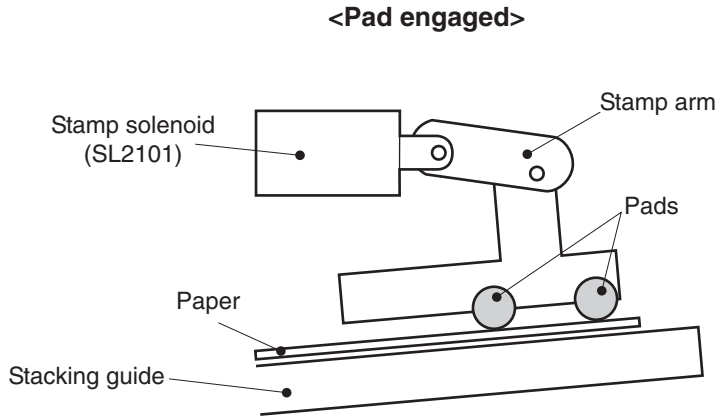 <Pad engaged>
Stamp arm
Stamp solenoid
(SL2101)
Pads
Paper
Stacking guide